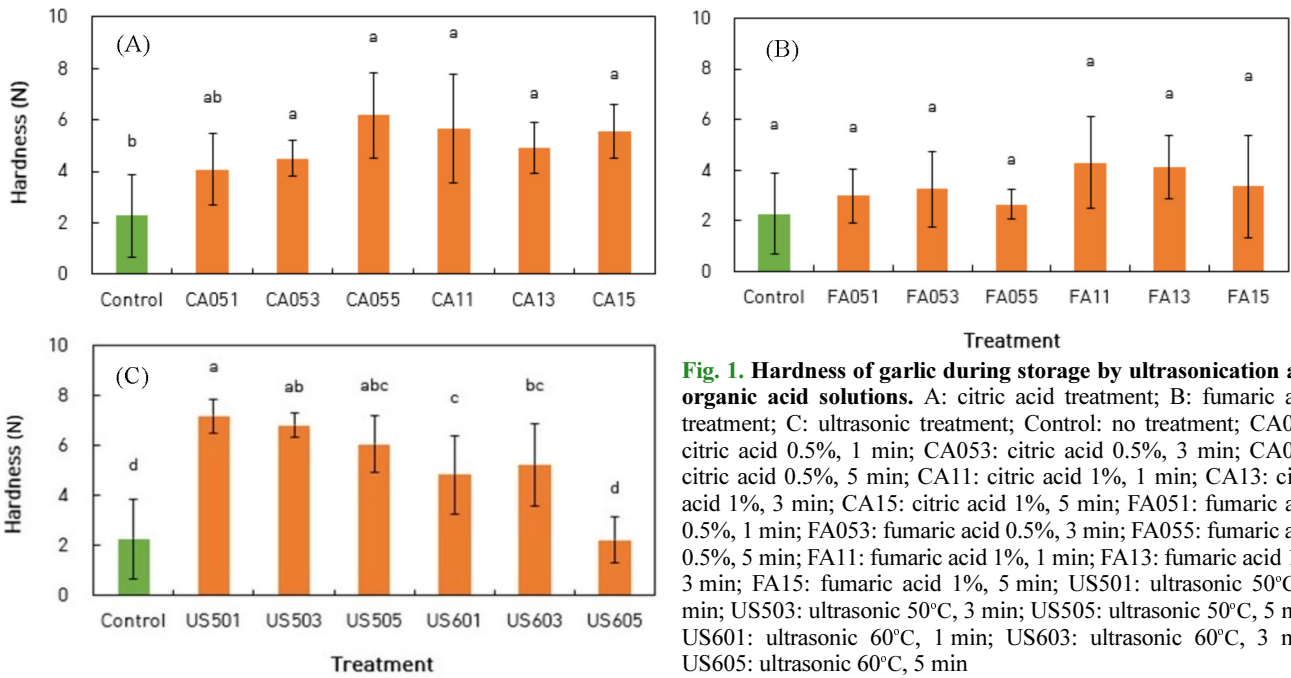 (A)
Hardness (N)
10
8
6
4
2
0
b
ab
a
a
a
a
a
Control CA051 CA053 CA055 CA11 CA13 CA15
(B)
10
8
6
4
2
0
a
a
a
a
a
a
a
Control FA051 FA053 FA055 FA11 FA13 FA15
Treatment
(C)
Hardness (N)
10
8
6
4
2
0
d
a
ab
abc
c
bc
d
Control US501 US503 US505 US601 US603 US605
Treatment
Fig. 1. Hardness of garlic during storage by ultrasonication
organic acid solutions. A: citric acid treatment; B: fumaric
treatment; C: ultrasonic treatment; Control: no treatment;
citric acid 0.5%, 1 min; CA053: citric acid 0.5%, 3 min;
citric acid 0.5%, 5 min; CA11: citric acid 1%, 1 min; CA13:
acid 1%, 3 min; CA15: citric acid 1%, 5 min; FA051: fumaric
0.5%, 1 min; FA053: fumaric acid 0.5%, 3 min; FA055: fumaric
0.5%, 5 min; FA11: fumaric acid 1%, 1 min; FA13: fumaric acid
3 min; FA15: fumaric acid 1%, 5 min; US501: ultrasonic 50°C
min; US503: ultrasonic 50°C, 3 min; US505: ultrasonic 50°C, 5
US601: ultrasonic 60°C, 1 min; US603: ultrasonic 60°C, 3
US605: ultrasonic 60°C, 5 min